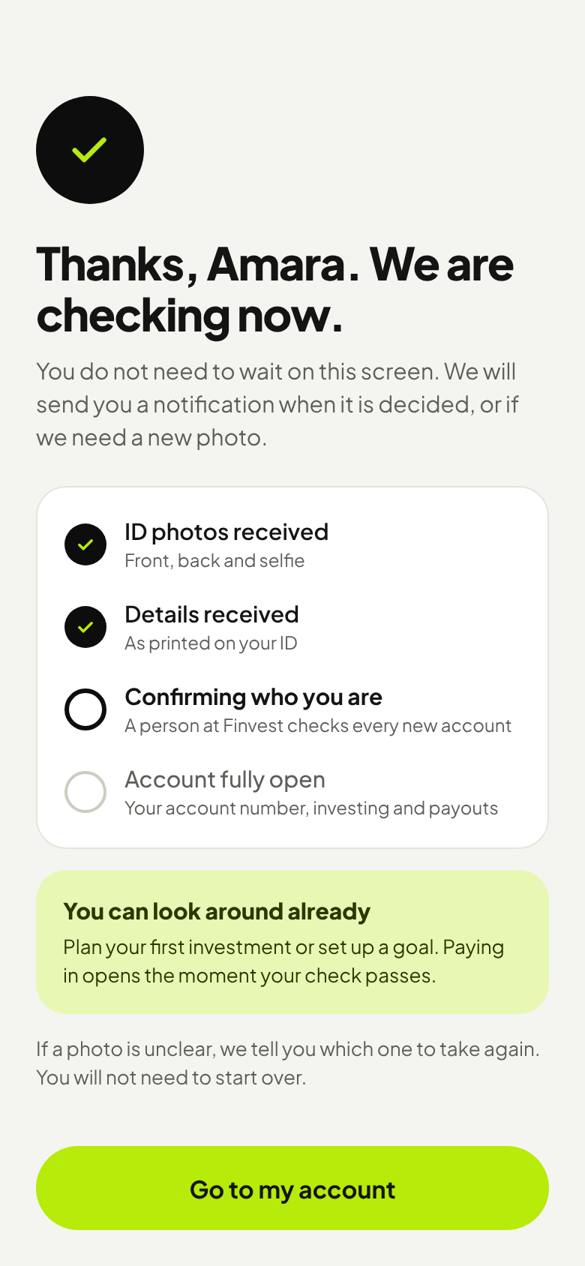 Thanks, Amara. We are
checking now.
You do not need to wait on this screen. We will
send you a notification when it is decided, or if
we need a new photo.
ID photos received
Front, back and selfie
Details received
As printed on your ID
Confirming who you are
A person at Finvest checks every new account
Account fully open
Your account number, investing and payouts
You can look around already
Plan your first investment or set up a goal. Paying
in opens the moment your check passes.
If a photo is unclear, we tell you which one to take again.
You will not need to start over.
Go to my account